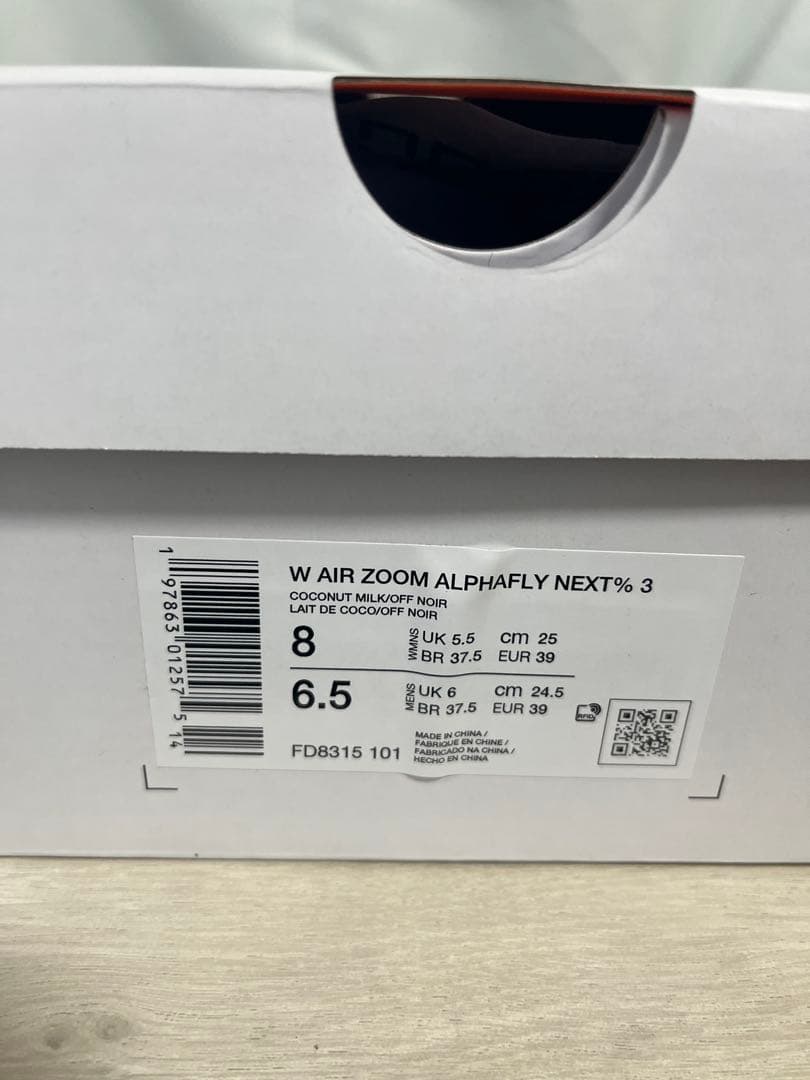 W AIR ZOOM ALPHAFLY NEXT% 3
COCONUT MILK/OFF NOIR
LAIT DE COCO/OFF NOIR
8 WMNS UK 5.5 cm 25
BR 37.5 EUR 39
6.5 MENS UK 6 cm 24.5
BR 37.5 EUR 39
RFID
FD8315 101
MADE IN CHINA /
FABRIQUE EN CHINE /
FABRICADO NA CHINA /
HECHO EN CHINA
1 97863 01257 5 14